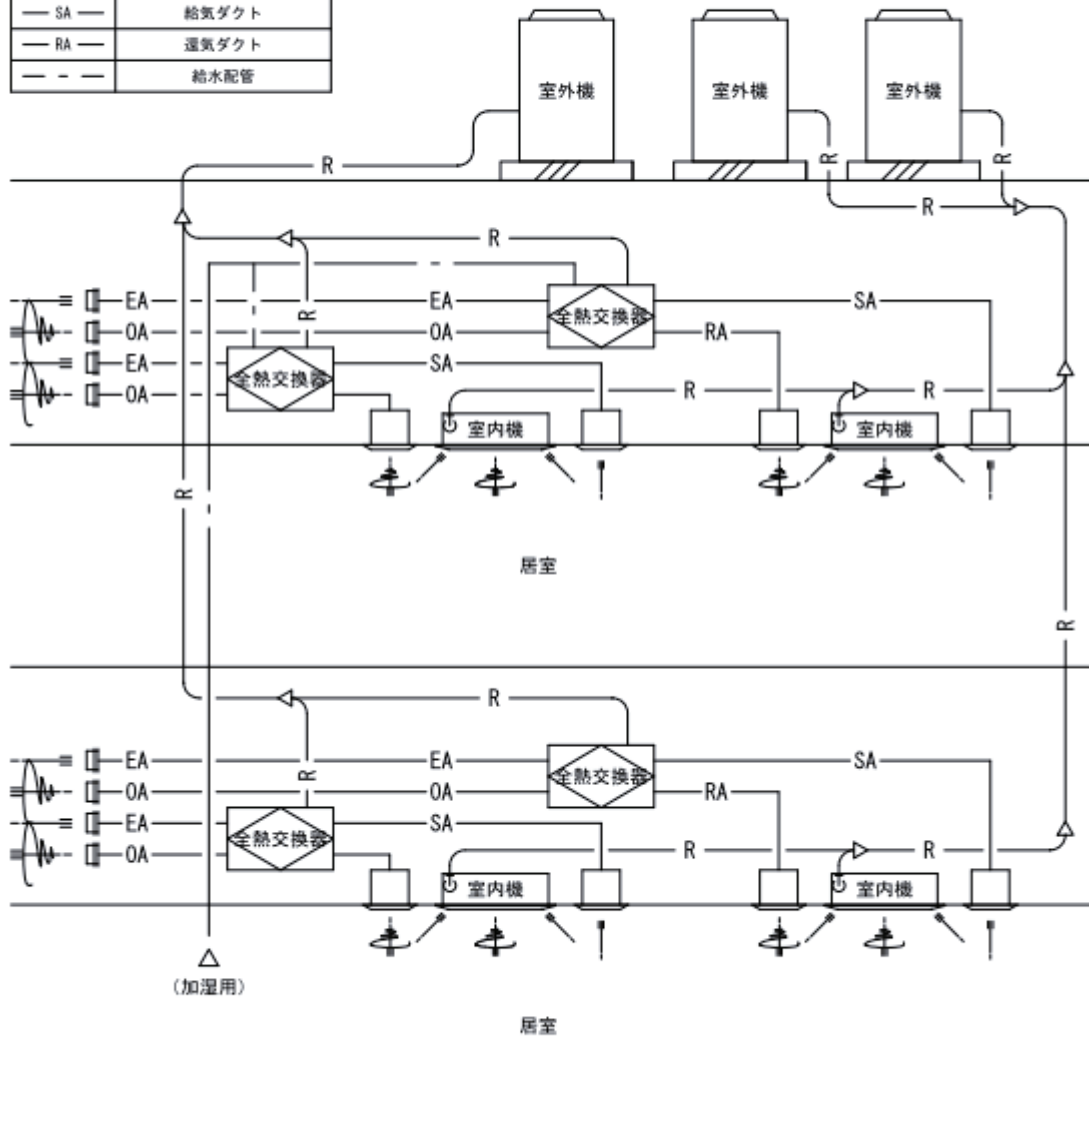 SA 給気ダクト
RA 還気ダクト
給水配管
室外機 室外機 室外機
R R R
R
R
EA EA SA
R
OA OA RA
EA SA
全熱交換器
全熱交換器
OA R R
室内機 室内機
R
居室
R
R
EA EA SA
全熱交換器
R
OA OA RA
EA SA
全熱交換器
OA R R
室内機 室内機
(加湿用)
居室